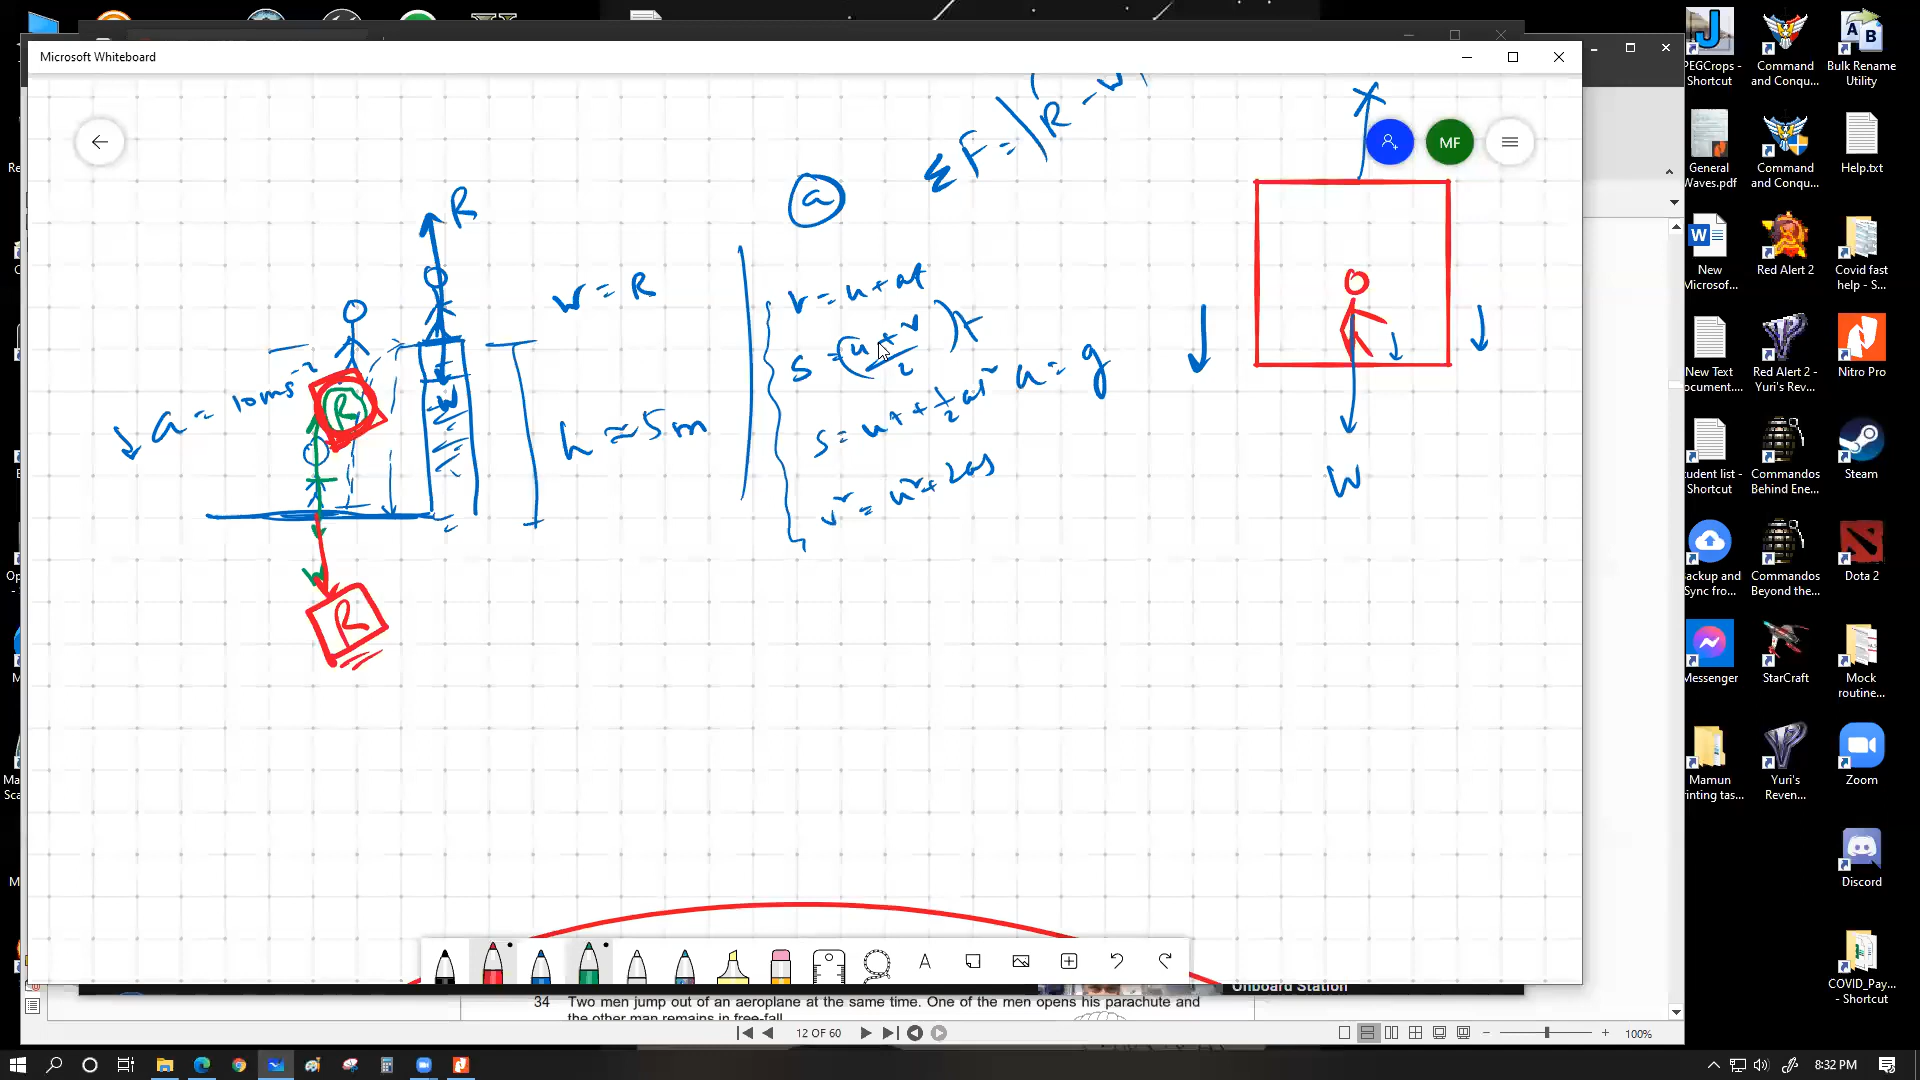 Microsoft Whiteboard
MF
ΣF = |R - W|
a
R
W = R
v = u + at
s = (u + v / 2) t
s = ut + 1/2 at²
a = g
v² = u² + 2as
↓ a = 10ms⁻²
R
W
h ≈ 5m
R
W
34 Two men jump out of an aeroplane at the same time. One of the men opens his parachute and
the other man remains in free-fall
Onboard Station
12 OF 60
100%
PEGCrops -
Shortcut
Command
and Conqu...
Bulk Rename
Utility
General
Waves.pdf
Command
and Conqu...
Help.txt
New
Microsof...
Red Alert 2
Covid fast
help - S...
New Text
Documen...
Red Alert 2 -
Yuri's Rev...
Nitro Pro
student list -
Shortcut
Commandos
Behind Ene...
Steam
Backup and
Sync fro...
Commandos
Beyond the...
Dota 2
Messenger
StarCraft
Mock
routine...
Mamun
printing tas...
Yuri's
Reven...
Zoom
Discord
COVID_Pay...
- Shortcut
8:32 PM